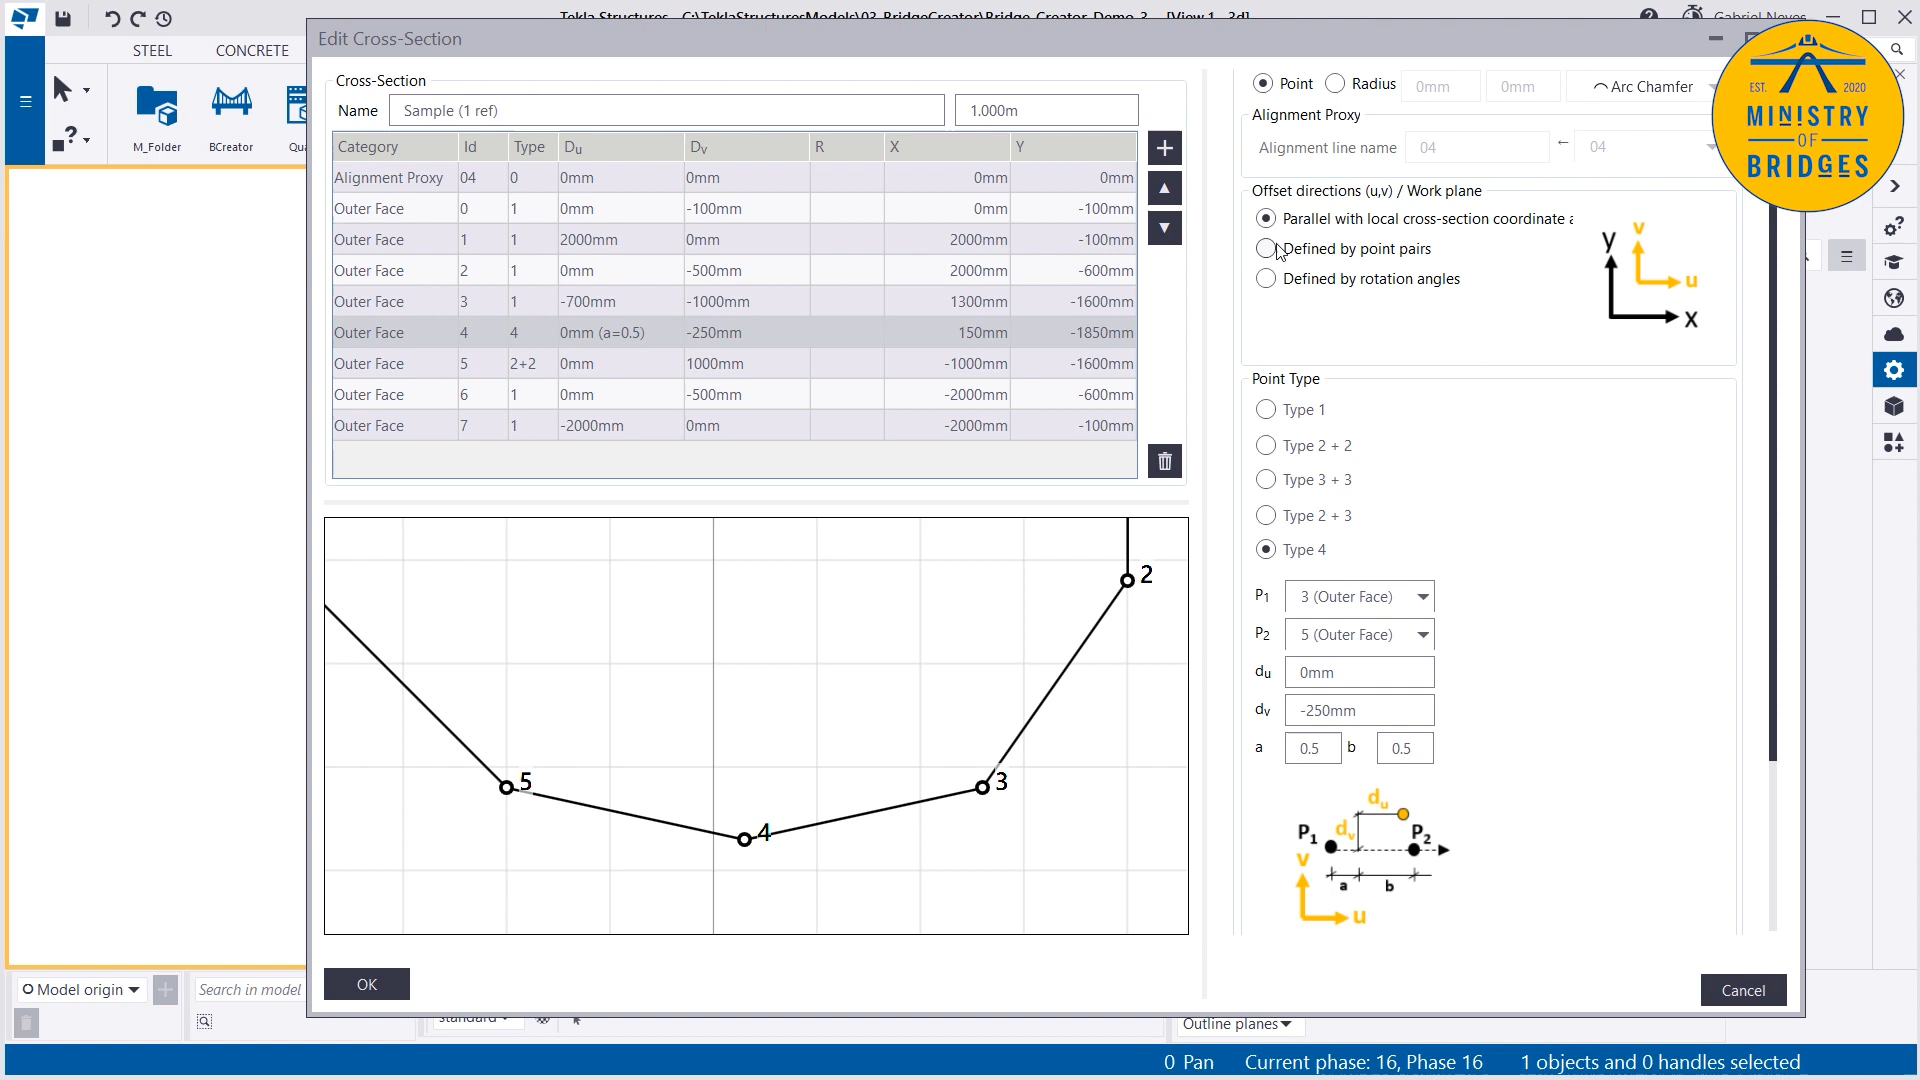 Tekla Structures - C:\TeklaStructuresModels\03_BridgeCreator\Bridge_Creator_Demo_3 - [View 1 - 3d]
Gabriel Neves
STEEL CONCRETE
M_Folder BCreator Qua
Edit Cross-Section
Cross-Section
Name Sample (1 ref) 1.000m
Category Id Type Du Dv R X Y
Alignment Proxy 04 0 0mm 0mm 0mm 0mm
Outer Face 0 1 0mm -100mm 0mm -100mm
Outer Face 1 1 2000mm 0mm 2000mm -100mm
Outer Face 2 1 0mm -500mm 2000mm -600mm
Outer Face 3 1 -700mm -1000mm 1300mm -1600mm
Outer Face 4 4 0mm (a=0.5) -250mm 150mm -1850mm
Outer Face 5 2+2 0mm 1000mm -1000mm -1600mm
Outer Face 6 1 0mm -500mm -2000mm -600mm
Outer Face 7 1 -2000mm 0mm -2000mm -100mm
2
5
3
4
OK
Point Radius 0mm 0mm Arc Chamfer
Alignment Proxy
Alignment line name 04 ← 04
Offset directions (u,v) / Work plane
Parallel with local cross-section coordinate a
Defined by point pairs
Defined by rotation angles
y v
u
x
Point Type
Type 1
Type 2 + 2
Type 3 + 3
Type 2 + 3
Type 4
P1 3 (Outer Face)
P2 5 (Outer Face)
du 0mm
dv -250mm
a 0.5 b 0.5
du
P1 dv P2
v
a b
u
Cancel
EST. 2020
MINISTRY
OF
BRIDGES
Model origin
Search in model
standard
Outline planes
0 Pan Current phase: 16, Phase 16 1 objects and 0 handles selected